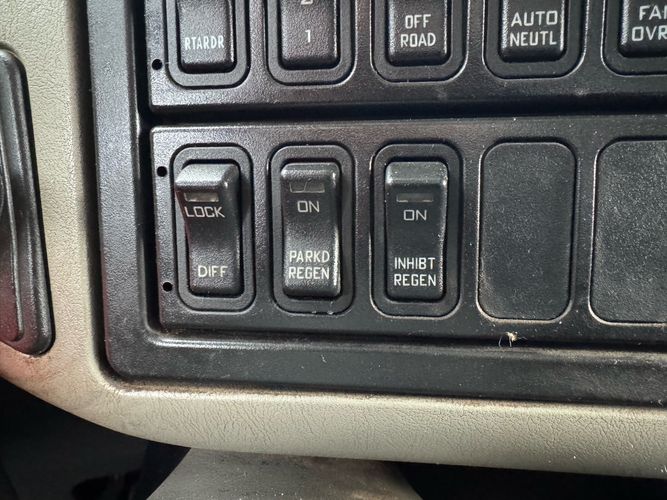 RTARDR
1
OFF
ROAD
AUTO
NEUTL
LOCK
DIFF
ON
PARKD
REGEN
ON
INHIBT
REGEN